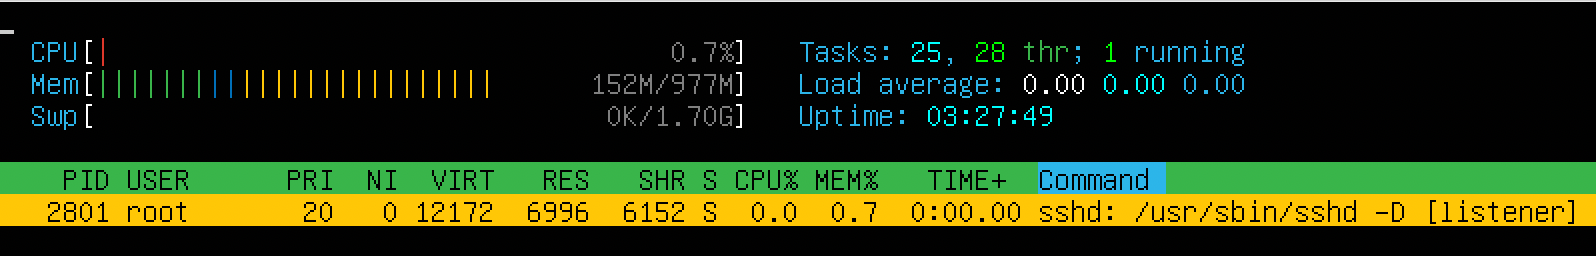 CPU[| 0.7%] Tasks: 25, 28 thr; 1 running
Mem[||||||||||||||||||||||||| 152M/977M] Load average: 0.00 0.00 0.00
Swp[ 0K/1.70G] Uptime: 03:27:49
PID USER PRI NI VIRT RES SHR S CPU% MEM% TIME+ Command
2801 root 20 0 12172 6996 6152 S 0.0 0.7 0:00.00 sshd: /usr/sbin/sshd -D [listener]